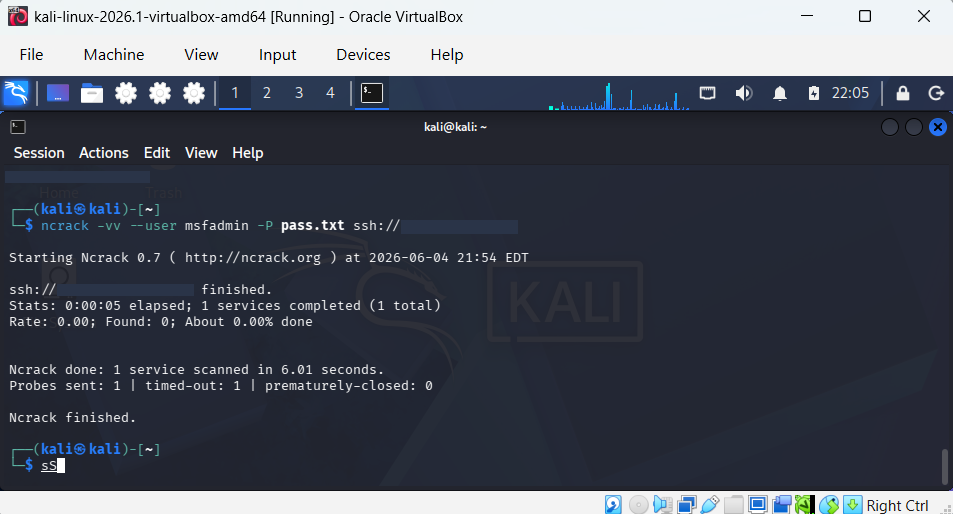 kali-linux-2026.1-virtualbox-amd64 [Running] - Oracle VirtualBox
File Machine View Input Devices Help
1 2 3 4 22:05
kali@kali: ~
Session Actions Edit View Help
Home Trash
┌──(kali㉿kali)-[~]
└─$ ncrack -vv --user msfadmin -P pass.txt ssh://
Starting Ncrack 0.7 ( http://ncrack.org ) at 2026-06-04 21:54 EDT
ssh:// finished.
Stats: 0:00:05 elapsed; 1 services completed (1 total)
Rate: 0.00; Found: 0; About 0.00% done
KALI
Ncrack done: 1 service scanned in 6.01 seconds.
Probes sent: 1 | timed-out: 1 | prematurely-closed: 0
Ncrack finished.
┌──(kali㉿kali)-[~]
└─$ sS
Right Ctrl